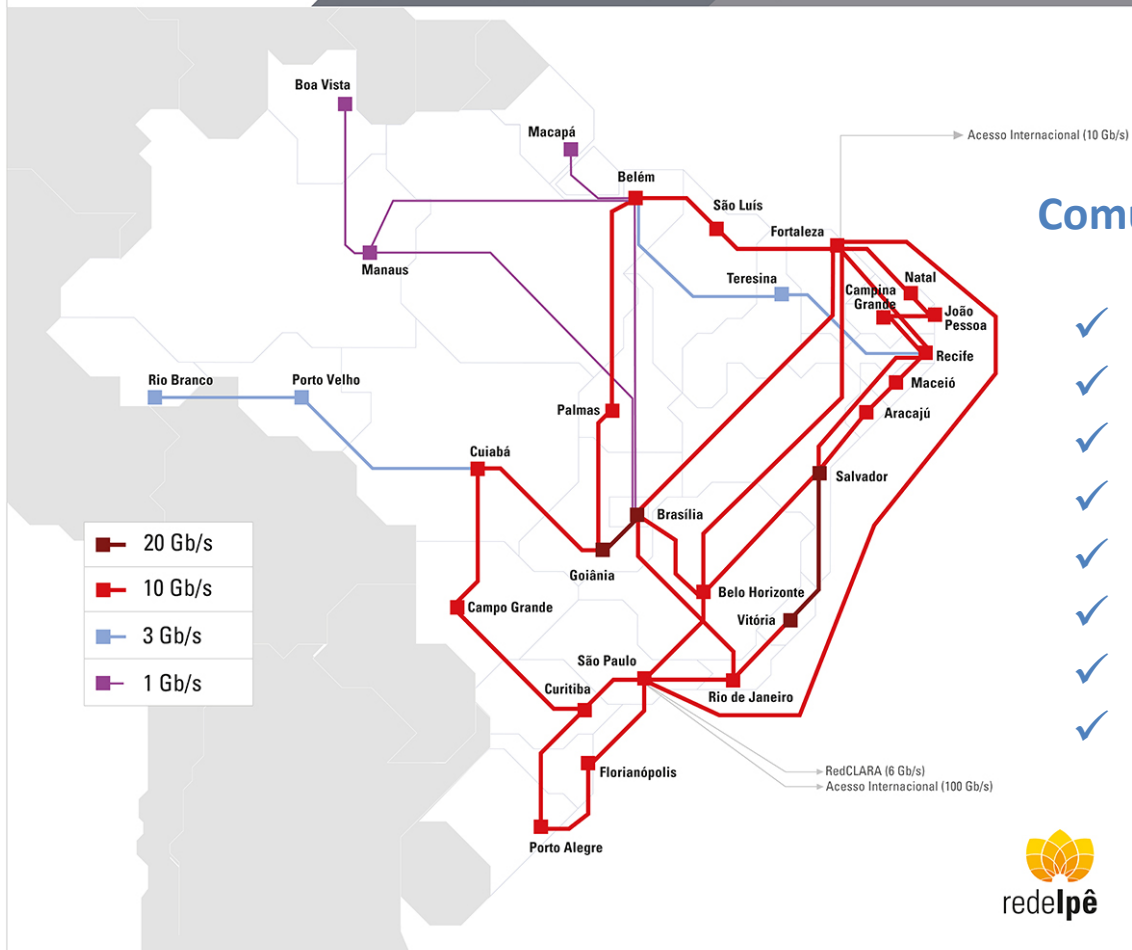 Boa Vista
Macapá
Acesso Internacional (10 Gb/s)
Belém
São Luís
Fortaleza
Manaus
Teresina
Natal
Campina
Grande
João
Pessoa
Recife
Rio Branco
Porto Velho
Maceió
Palmas
Aracajú
Cuiabá
Salvador
Brasília
Goiânia
Belo Horizonte
Campo Grande
Vitória
São Paulo
Curitiba
Rio de Janeiro
Florianópolis
Porto Alegre
RedCLARA (6 Gb/s)
Acesso Internacional (100 Gb/s)
20 Gb/s
10 Gb/s
3 Gb/s
1 Gb/s
redeIpê